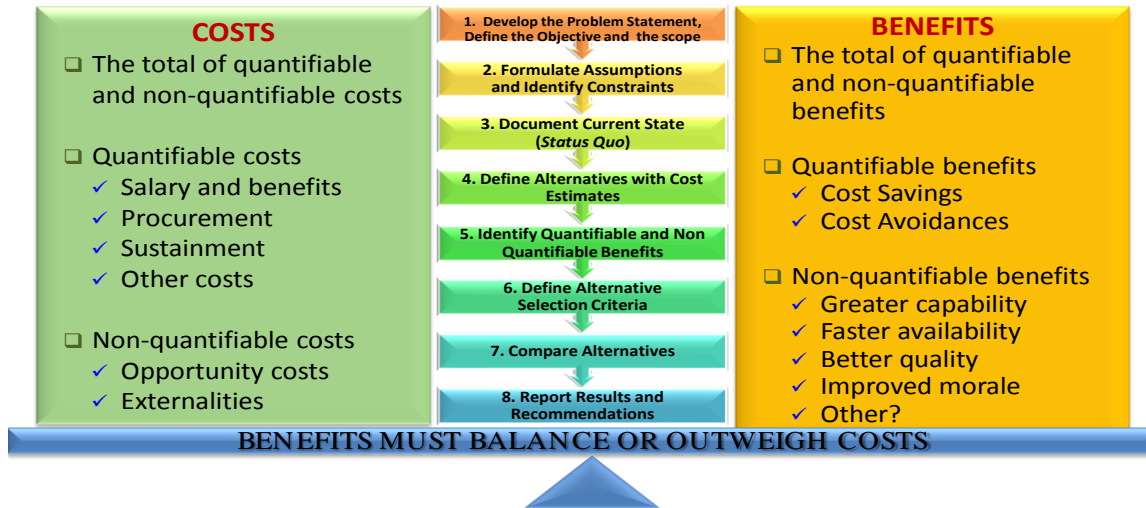 COSTS
The total of quantifiable
and non-quantifiable costs
Quantifiable costs
Salary and benefits
Procurement
Sustainment
Other costs
Non-quantifiable costs
Opportunity costs
Externalities
1. Develop the Problem Statement,
Define the Objective and the scope
2. Formulate Assumptions
and Identify Constraints
3. Document Current State
(Status Quo)
4. Define Alternatives with Cost
Estimates
5. Identify Quantifiable and Non
Quantifiable Benefits
6. Define Alternative
Selection Criteria
7. Compare Alternatives
8. Report Results and
Recommendations
BENEFITS
The total of quantifiable
and non-quantifiable
benefits
Quantifiable benefits
Cost Savings
Cost Avoidances
Non-quantifiable benefits
Greater capability
Faster availability
Better quality
Improved morale
Other?
BENEFITS MUST BALANCE OR OUTWEIGH COSTS